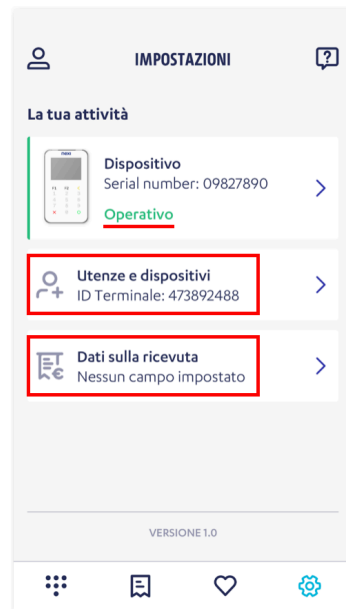 IMPOSTAZIONI
La tua attività
nexi
Dispositivo
Serial number: 09827890
Operativo
Utenze e dispositivi
ID Terminale: 473892488
Dati sulla ricevuta
Nessun campo impostato
VERSIONE 1.0